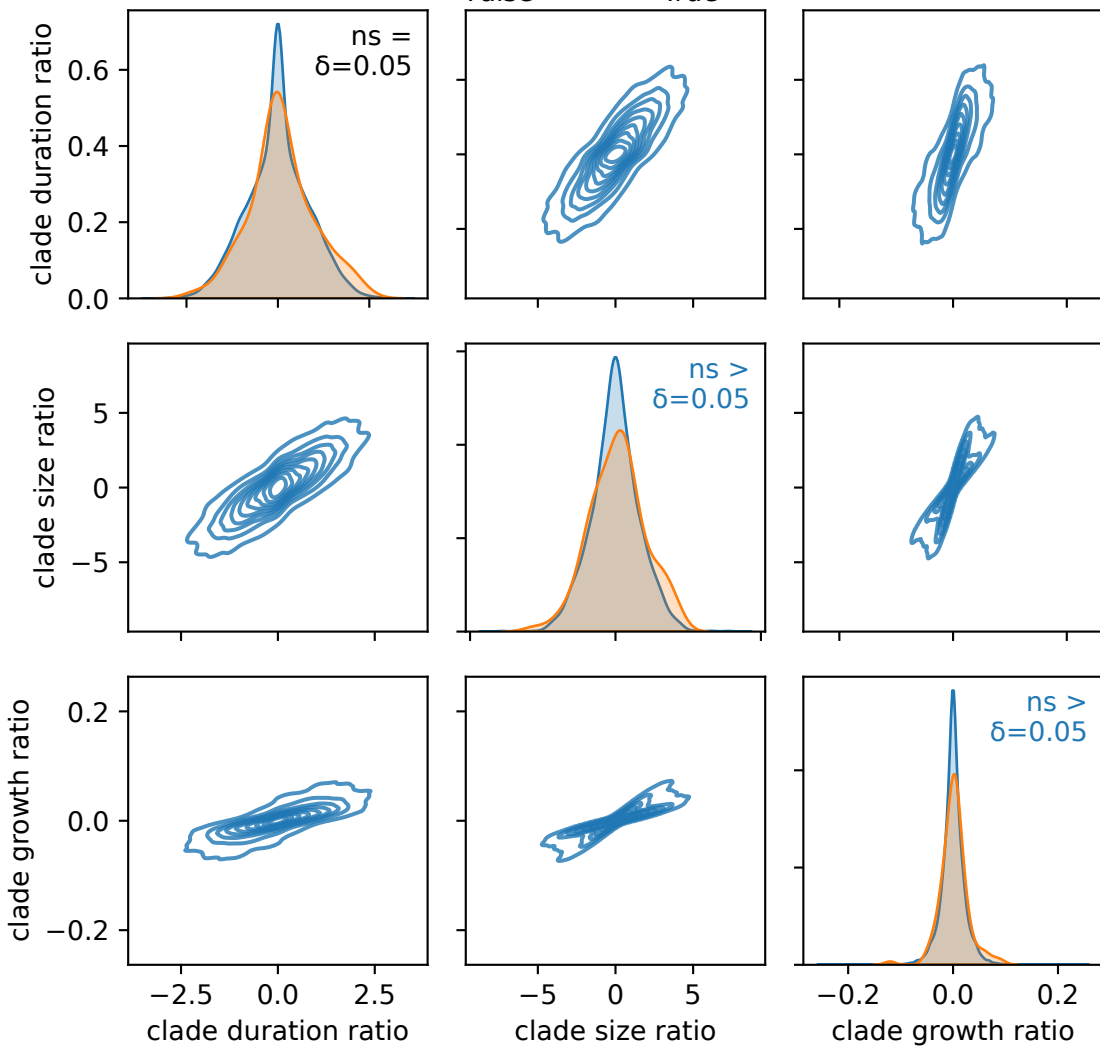 clade duration ratio
0.6
0.4
0.2
0.0
ns =
δ=0.05
clade size ratio
5
0
−5
ns >
δ=0.05
clade growth ratio
0.2
0.0
−0.2
ns >
δ=0.05
−2.5 0.0 2.5
−5 0 5
−0.2 0.0 0.2
clade duration ratio
clade size ratio
clade growth ratio